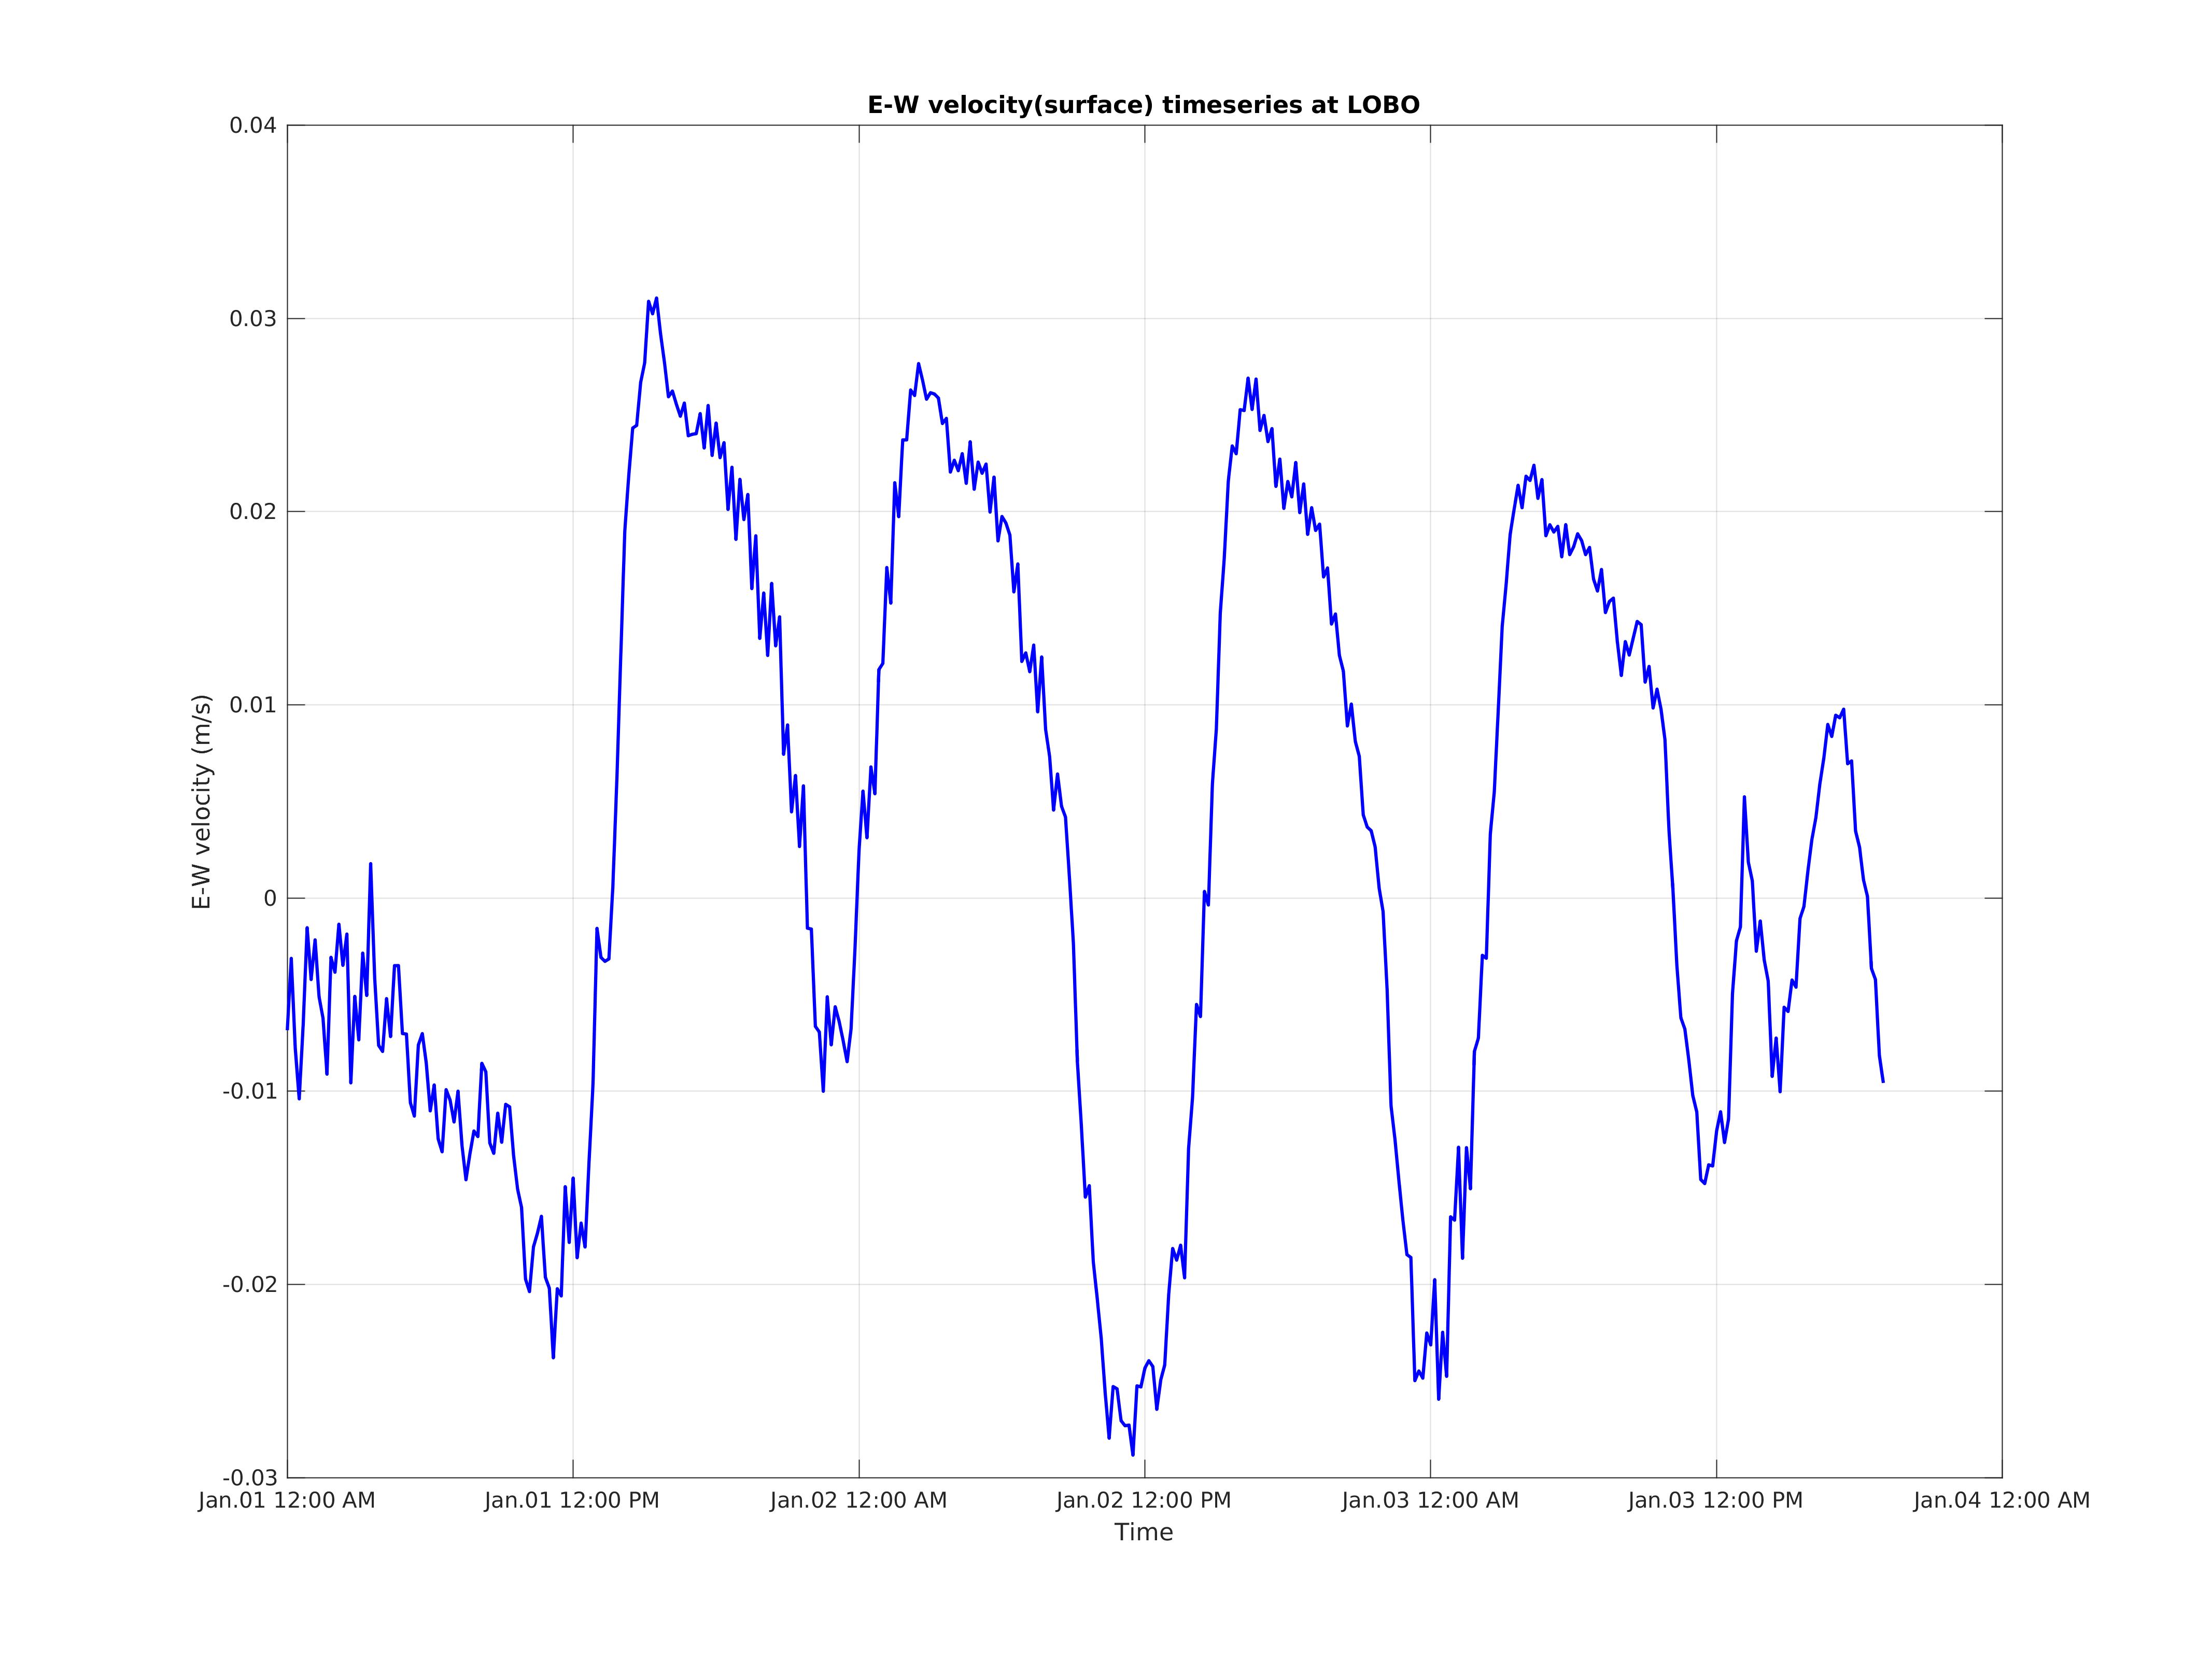 E-W velocity(surface) timeseries at LOBO
0.04
0.03
0.02
0.01
0
-0.01
-0.02
-0.03
E-W velocity (m/s)
Jan.01 12:00 AM Jan.01 12:00 PM Jan.02 12:00 AM Jan.02 12:00 PM Jan.03 12:00 AM Jan.03 12:00 PM Jan.04 12:00 AM
Time